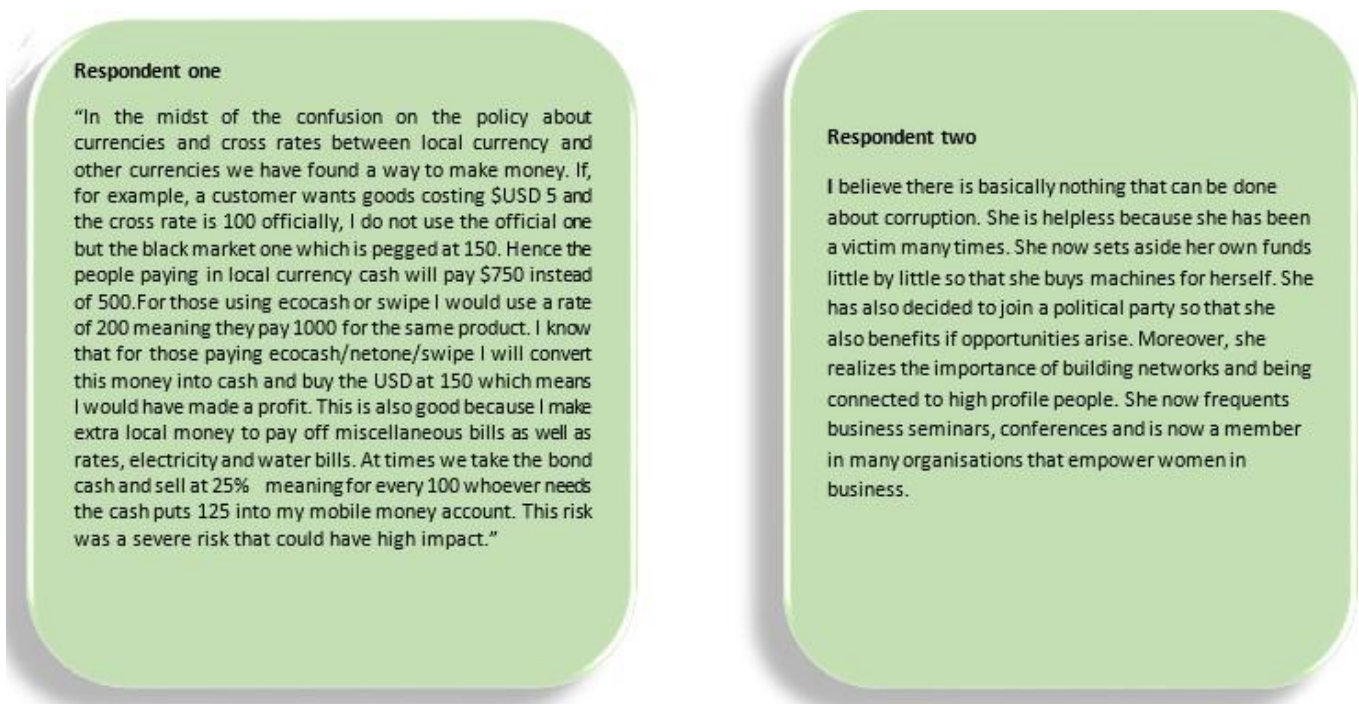 Respondent one
“In the midst of the confusion on the policy about
currencies and cross rates between local currency and
other currencies we have found a way to make money. If,
for example, a customer wants goods costing $USD 5 and
the cross rate is 100 officially, I do not use the official one
but the black market one which is pegged at 150. Hence the
people paying in local currency cash will pay $750 instead
of 500.For those using ecocash or swipe I would use a rate
of 200 meaning they pay 1000 for the same product. I know
that for those paying ecocash/netone/swipe I will convert
this money into cash and buy the USD at 150 which means
I would have made a profit. This is also good because I make
extra local money to pay off miscellaneous bills as well as
rates, electricity and water bills. At times we take the bond
cash and sell at 25% meaning for every 100 whoever needs
the cash puts 125 into my mobile money account. This risk
was a severe risk that could have high impact.”
Respondent two
I believe there is basically nothing that can be done
about corruption. She is helpless because she has been
a victim many times. She now sets aside her own funds
little by little so that she buys machines for herself. She
has also decided to join a political party so that she
also benefits if opportunities arise. Moreover, she
realizes the importance of building networks and being
connected to high profile people. She now frequents
business seminars, conferences and is now a member
in many organisations that empower women in
business.